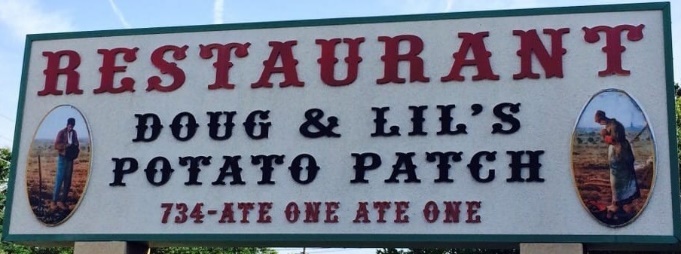 RESTAURANT
DOUG & LIL'S
POTATO PATCH
734-ATE ONE ATE ONE